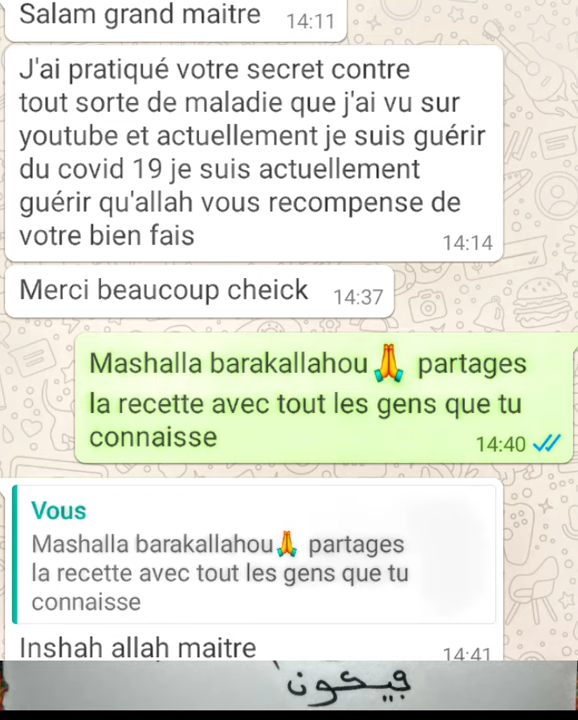 Salam grand maitre 14:11
J'ai pratiqué votre secret contre
tout sorte de maladie que j'ai vu sur
youtube et actuellement je suis guérir
du covid 19 je suis actuellement
guérir qu'allah vous recompense de
votre bien fais 14:14
Merci beaucoup cheick 14:37
Mashalla barakallahou🙏 partages
la recette avec tout les gens que tu
connaisse 14:40
Vous
Mashalla barakallahou🙏 partages
la recette avec tout les gens que tu
connaisse
Inshah allah maitre 14:41
فيكون